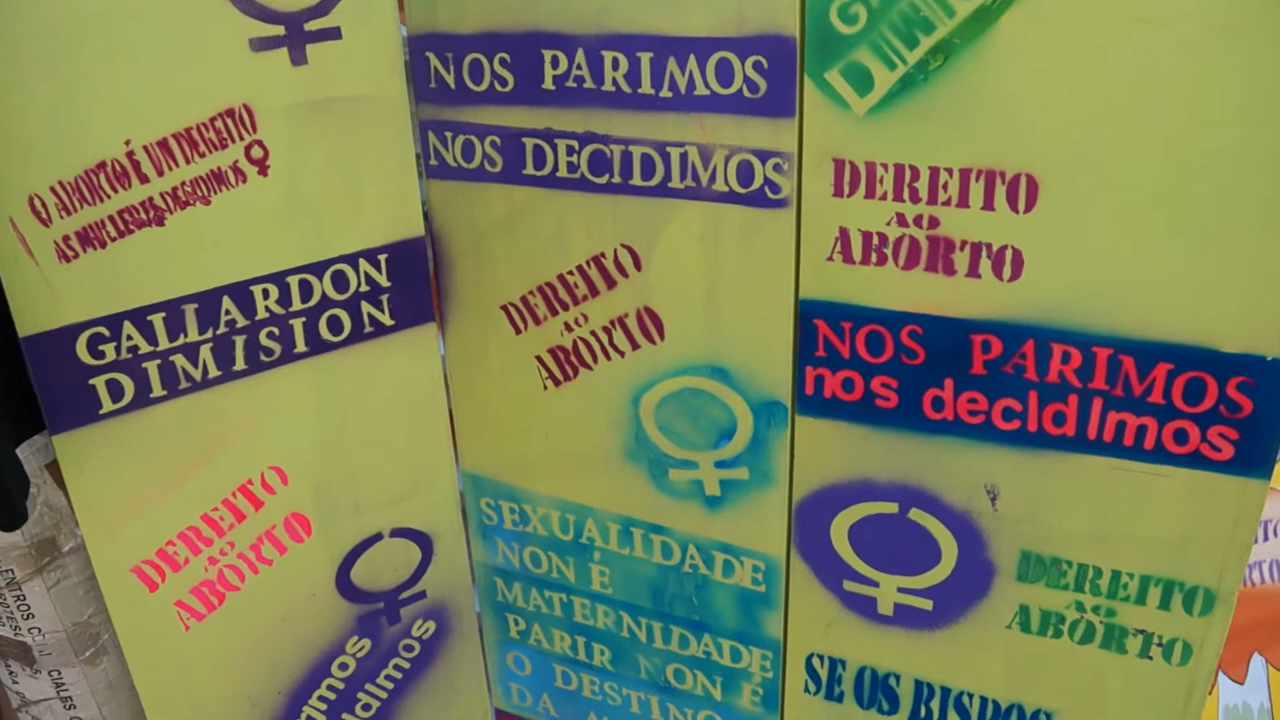 O ABORTO É UN DEREITO
AS MULLERES DECIDIMOS
GALLARDON
DIMISION
DEREITO
AO
ABORTO
NOS PARIMOS
NOS DECIDIMOS
DEREITO
AO
ABORTO
SEXUALIDADE
NON É
MATERNIDADE
PARIR NON É
O DESTINO
DA
DEREITO
AO
ABORTO
NOS PARIMOS
nos decidimos
DEREITO
AO
ABORTO
SE OS BISPOS